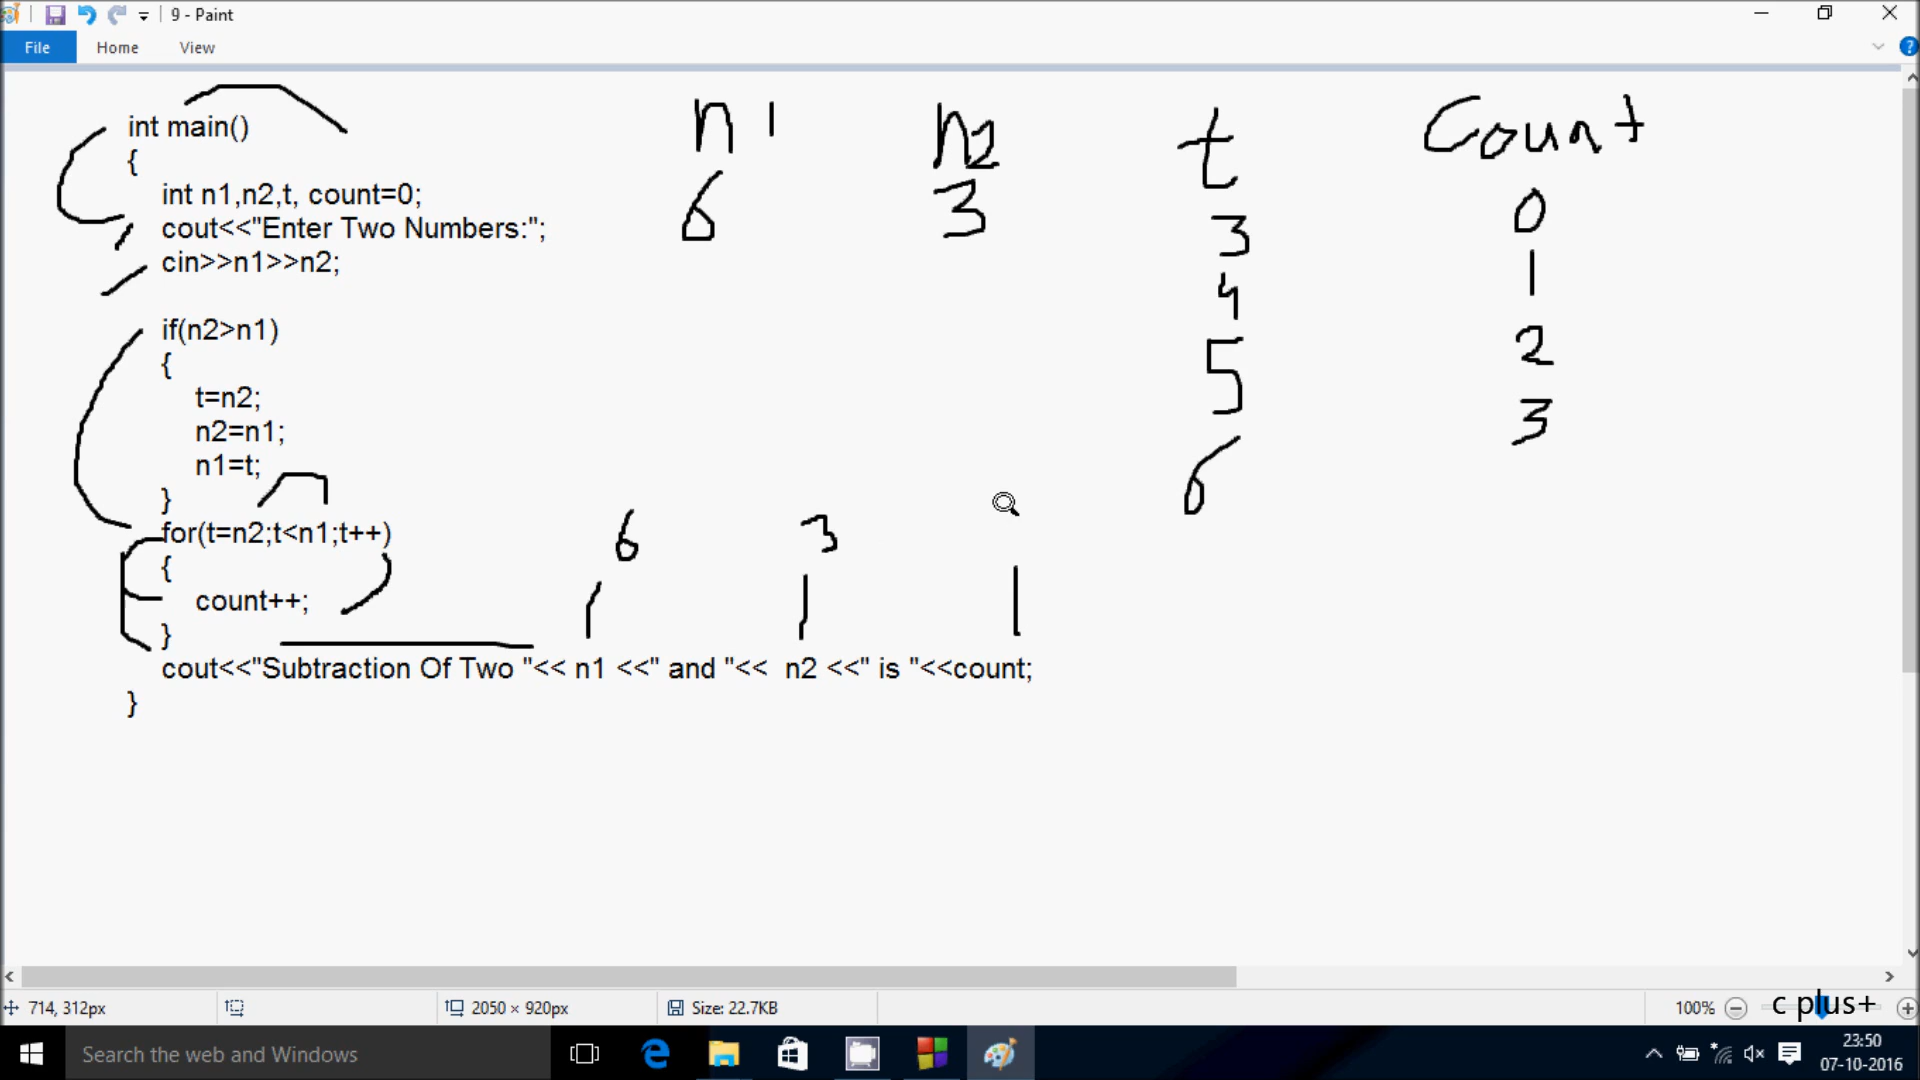 9 - Paint
File Home View
n1 n2 t Count
int main()
{
int n1,n2,t, count=0;
6 3 3 0
cout<<"Enter Two Numbers:";
cin>>n1>>n2;
4 1
if(n2>n1)
5 2
{
t=n2;
3
n2=n1;
n1=t;
6
}
for(t=n2;t<n1;t++) 6 3
{
count++;
}
cout<<"Subtraction Of Two "<< n1 <<" and "<<  n2 <<" is "<<count;
}
714, 312px 2050 × 920px Size: 22.7KB 100% c plus+
Search the web and Windows
23:50
07-10-2016